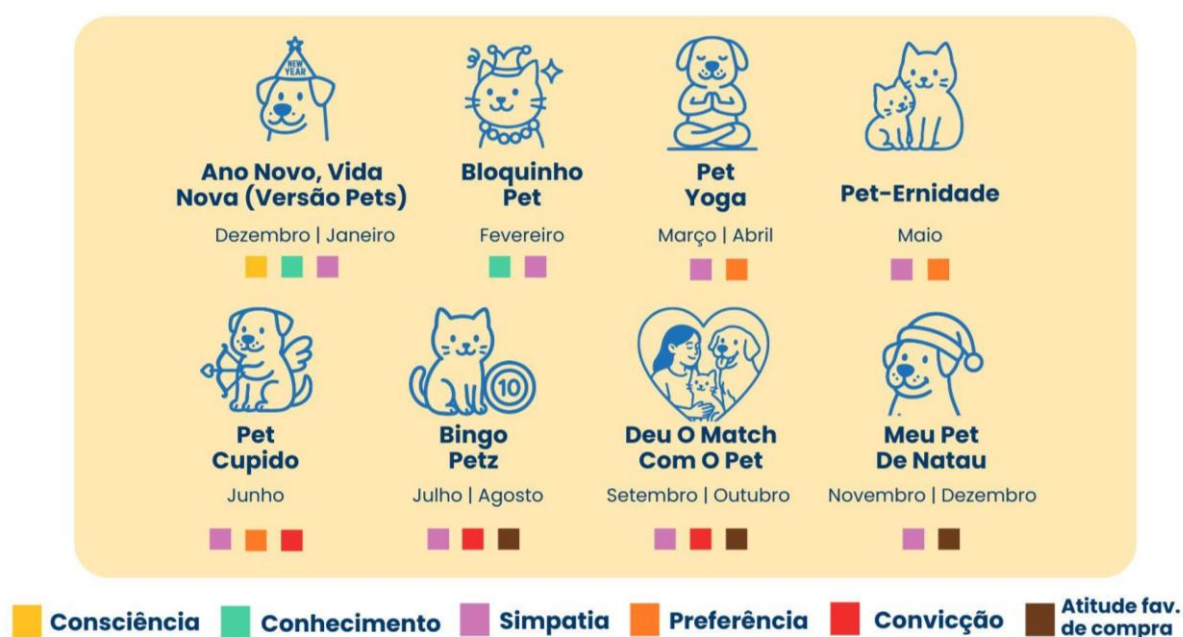 NEW
YEAR
Ano Novo, Vida
Nova (Versão Pets)
Dezembro | Janeiro
Bloquinho
Pet
Fevereiro
Pet
Yoga
Março | Abril
Pet-Ernidade
Maio
Pet
Cupido
Junho
10
Bingo
Petz
Julho | Agosto
Deu O Match
Com O Pet
Setembro | Outubro
Meu Pet
De Natau
Novembro | Dezembro
Consciência
Conhecimento
Simpatia
Preferência
Convicção
Atitude fav.
de compra